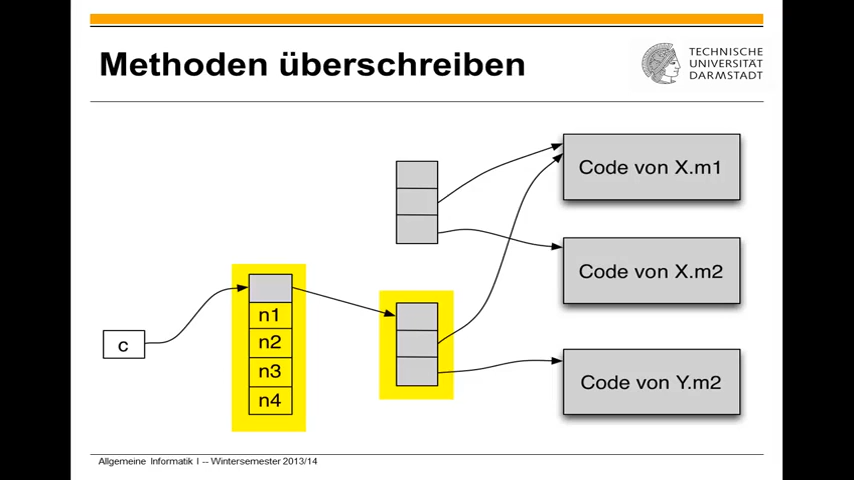 Methoden überschreiben
TECHNISCHE
UNIVERSITÄT
DARMSTADT
Code von X.m1
Code von X.m2
c
n1
n2
n3
n4
Code von Y.m2
Allgemeine Informatik I -- Wintersemester 2013/14